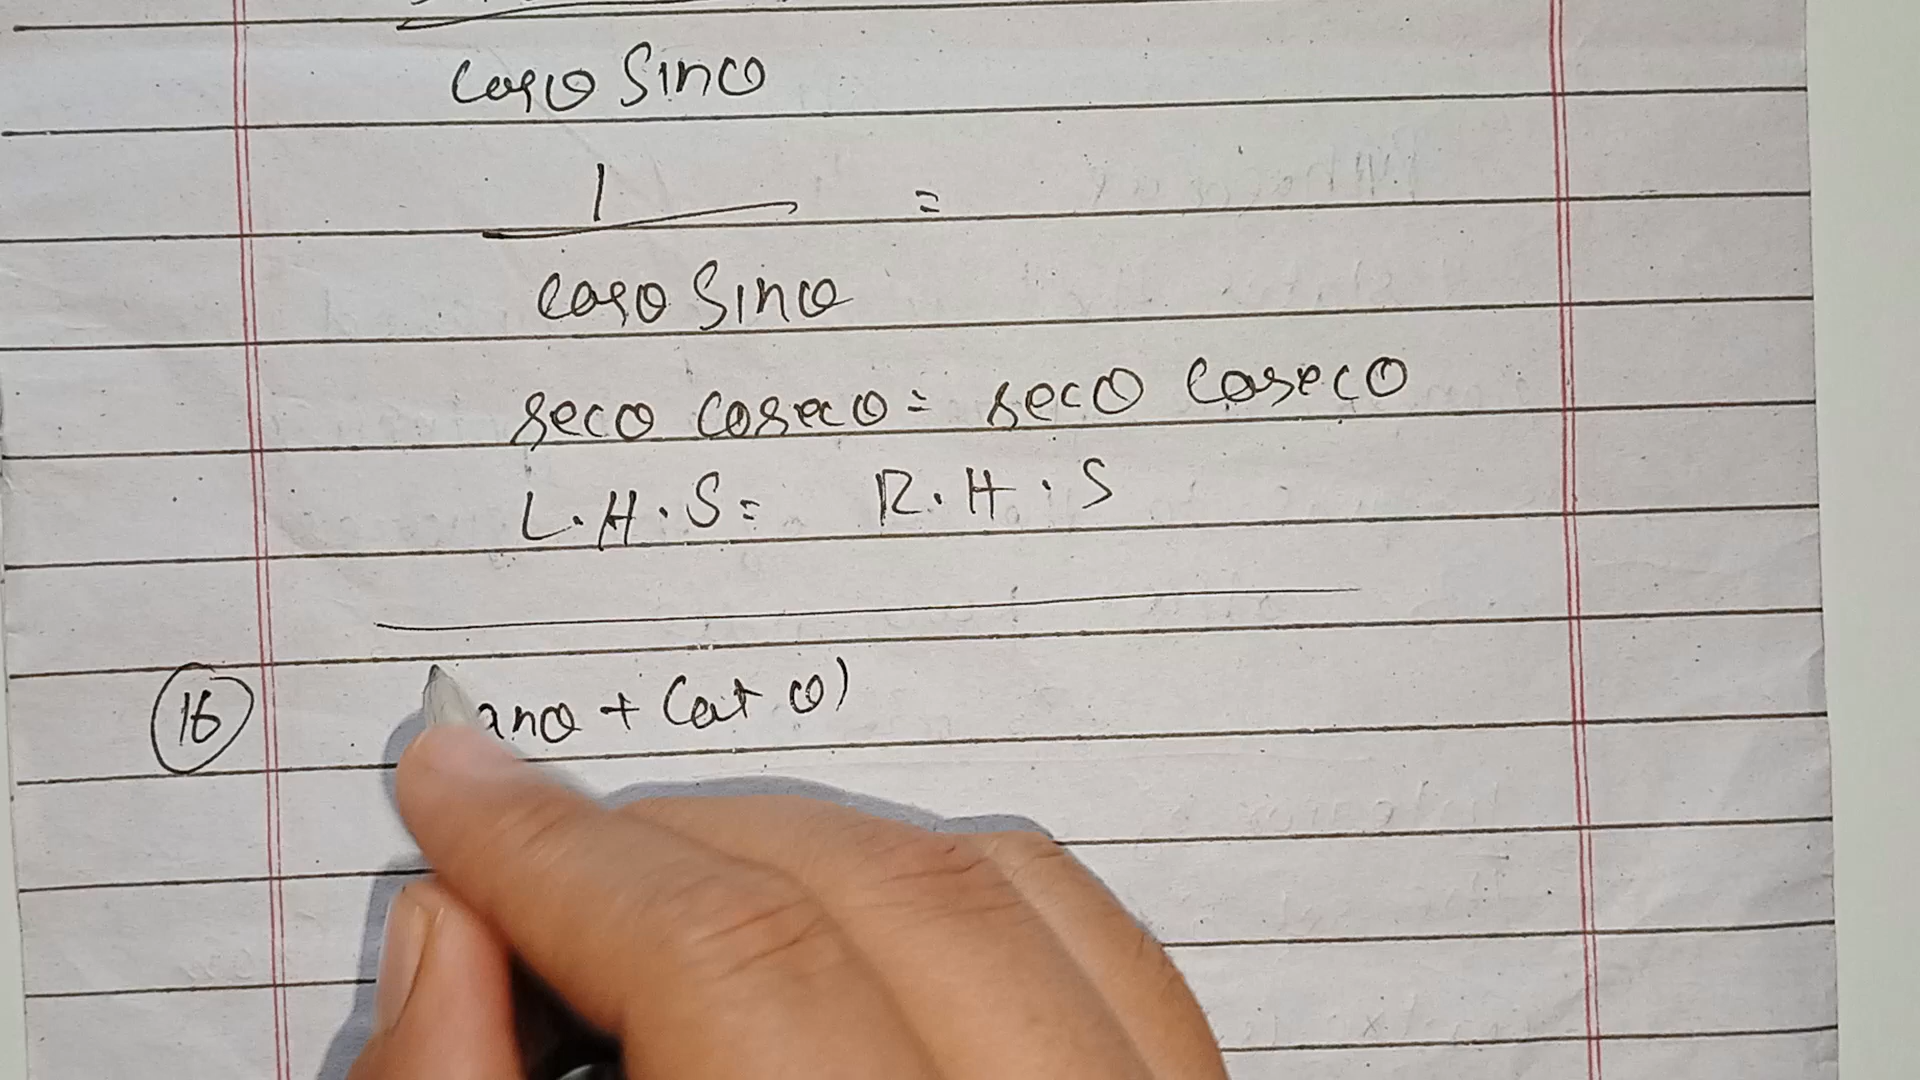 cosθ sinθ
1 =
cosθ sinθ
secθ cosecθ = secθ cosecθ
L.H.S = R.H.S
16 anθ + Cot θ)